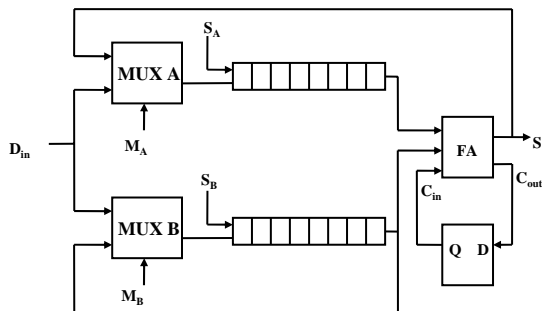 S_A
MUX A
M_A
D_in
S
FA
C_out
C_in
S_B
MUX B
M_B
Q D